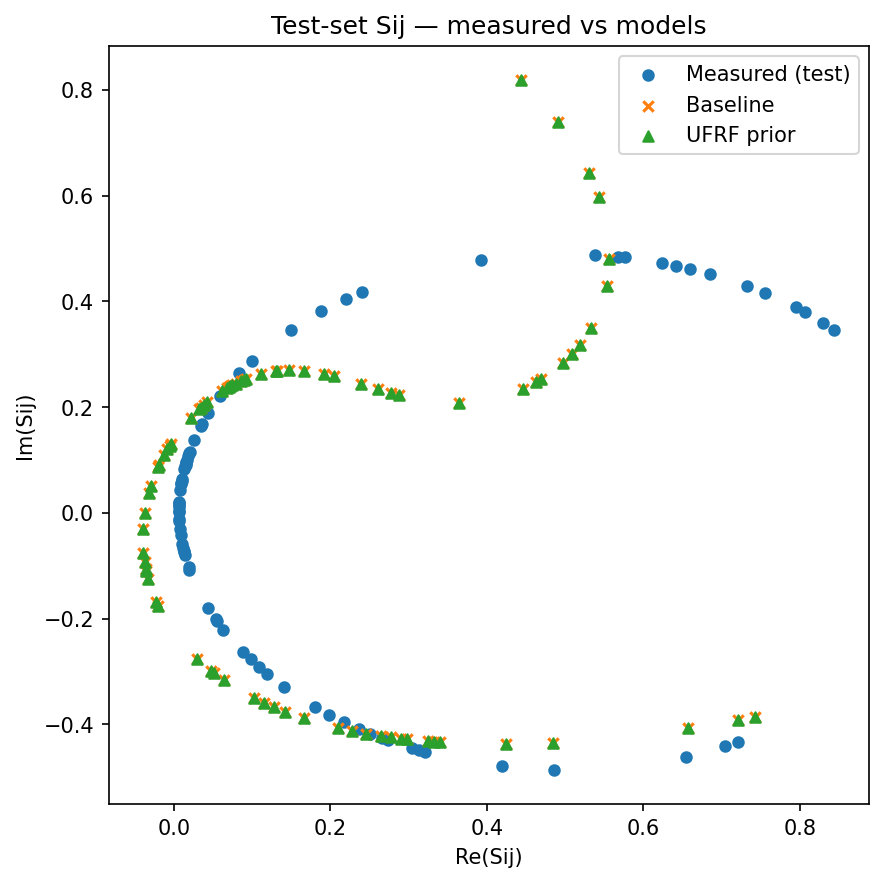 Test-set Sij — measured vs models
Measured (test)
Baseline
UFRF prior
Im(Sij)
0.8
0.6
0.4
0.2
0.0
−0.2
−0.4
0.0 0.2 0.4 0.6 0.8
Re(Sij)